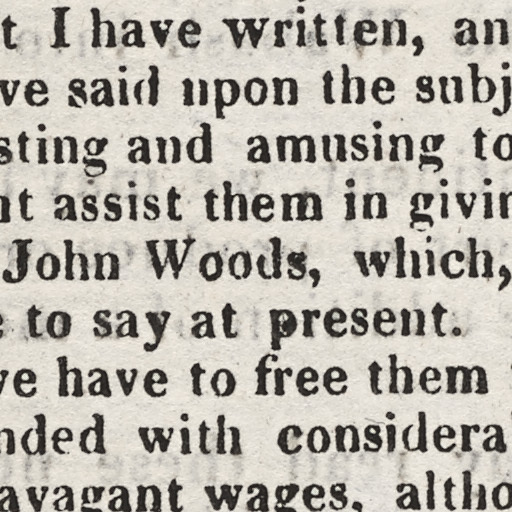 t I have written, an
ve said upon the subj
sting and amusing to
nt assist them in givin
John Woods, which,
e to say at present.
ve have to free them
nded with considera
avagant wages, altho